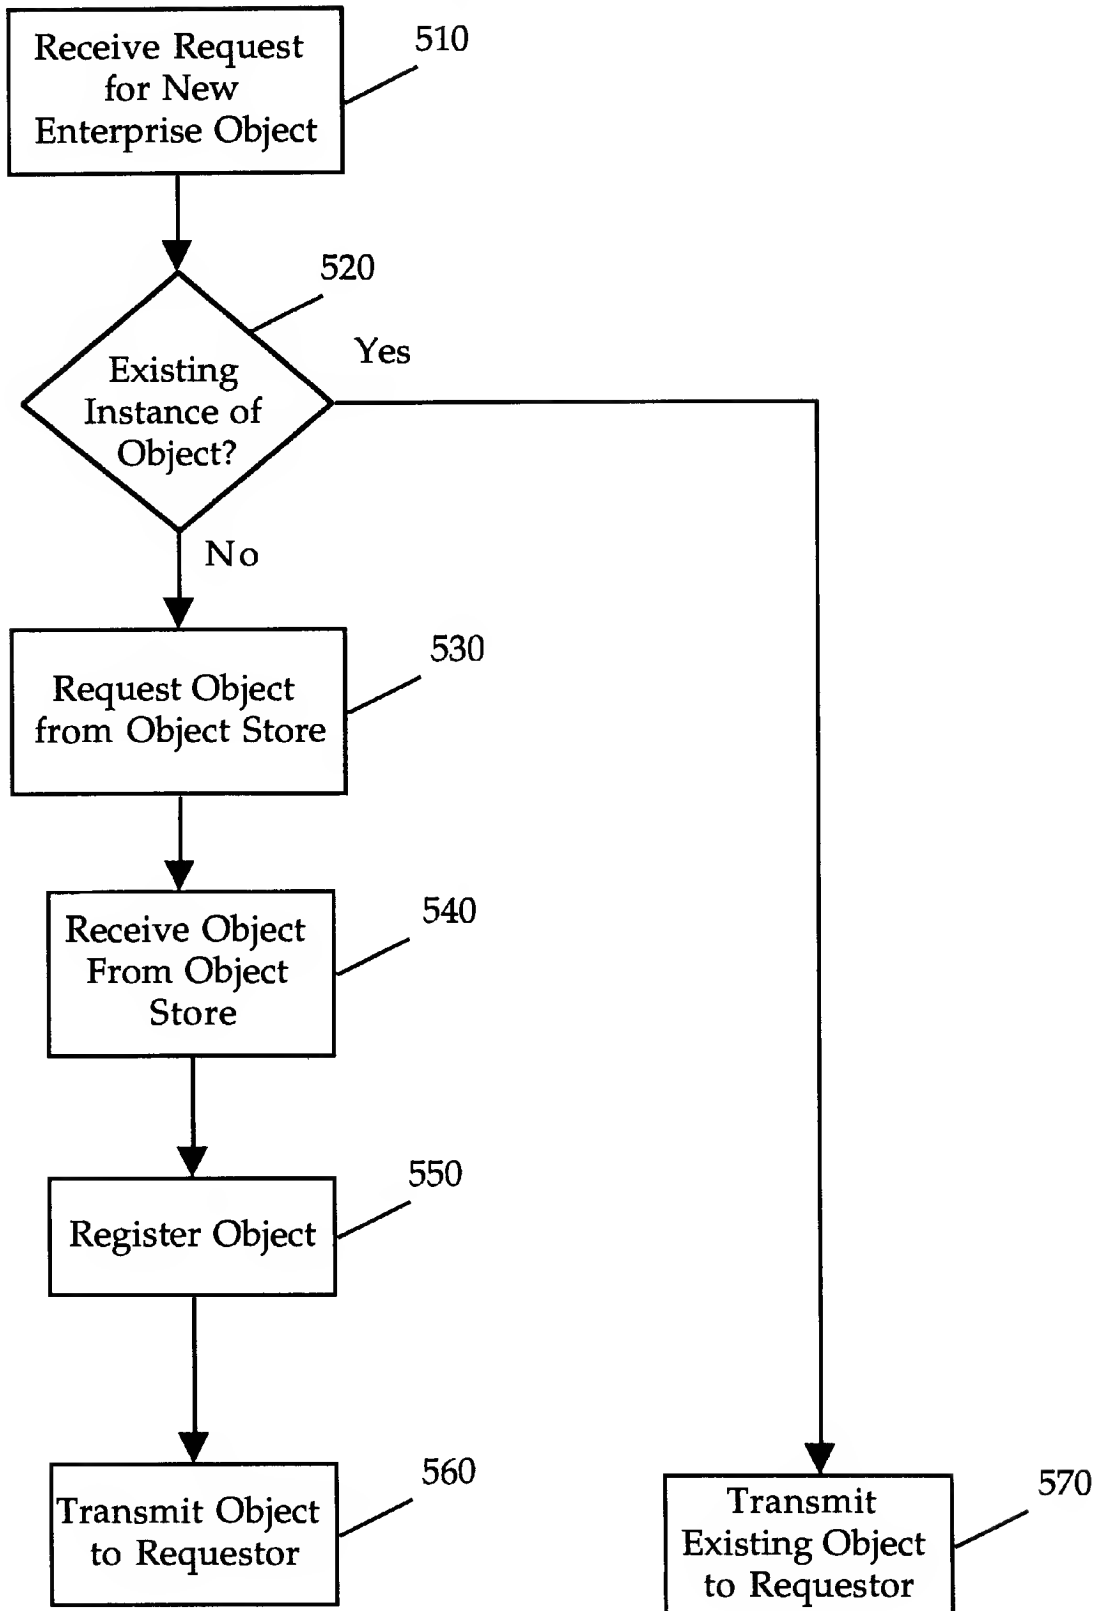 Receive Request
for New
Enterprise Object
510
520
Existing
Instance of
Object?
Yes
No
530
Request Object
from Object Store
540
Receive Object
From Object
Store
550
Register Object
560
Transmit Object
to Requestor
570
Transmit
Existing Object
to Requestor